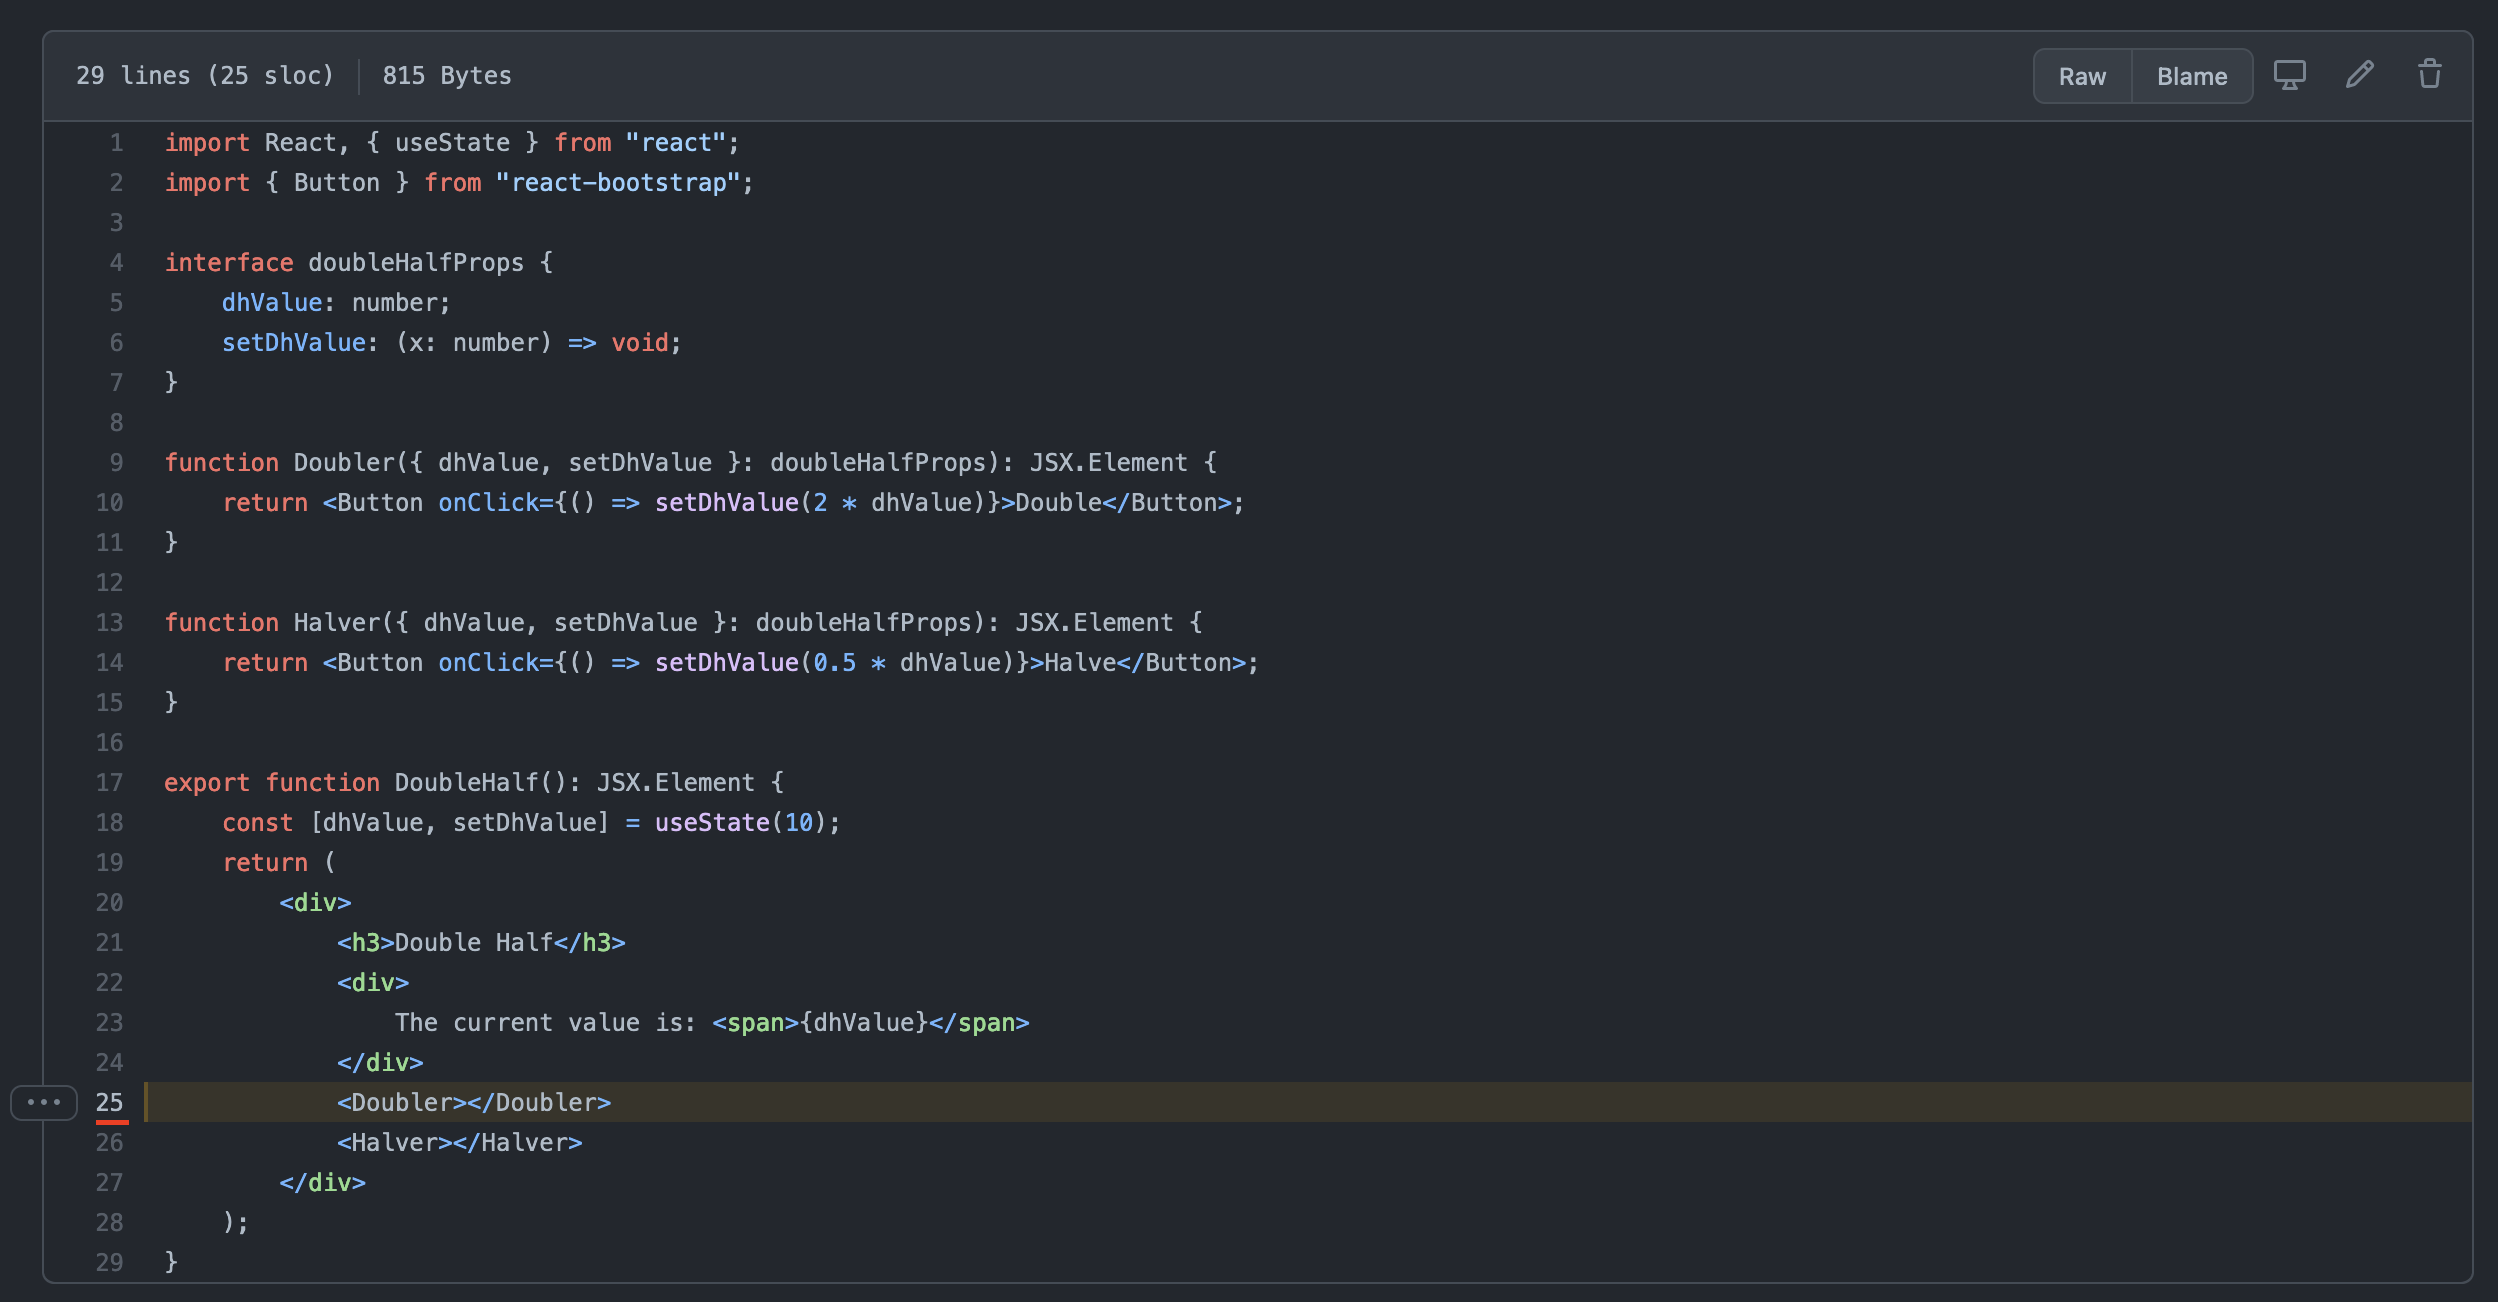 29 lines (25 sloc) 815 Bytes Raw Blame
1 import React, { useState } from "react";
2 import { Button } from "react-bootstrap";
3
4 interface doubleHalfProps {
5     dhValue: number;
6     setDhValue: (x: number) => void;
7 }
8
9 function Doubler({ dhValue, setDhValue }: doubleHalfProps): JSX.Element {
10     return <Button onClick={() => setDhValue(2 * dhValue)}>Double</Button>;
11 }
12
13 function Halver({ dhValue, setDhValue }: doubleHalfProps): JSX.Element {
14     return <Button onClick={() => setDhValue(0.5 * dhValue)}>Halve</Button>;
15 }
16
17 export function DoubleHalf(): JSX.Element {
18     const [dhValue, setDhValue] = useState(10);
19     return (
20         <div>
21             <h3>Double Half</h3>
22             <div>
23                 The current value is: <span>{dhValue}</span>
24             </div>
25             <Doubler></Doubler>
26             <Halver></Halver>
27         </div>
28     );
29 }